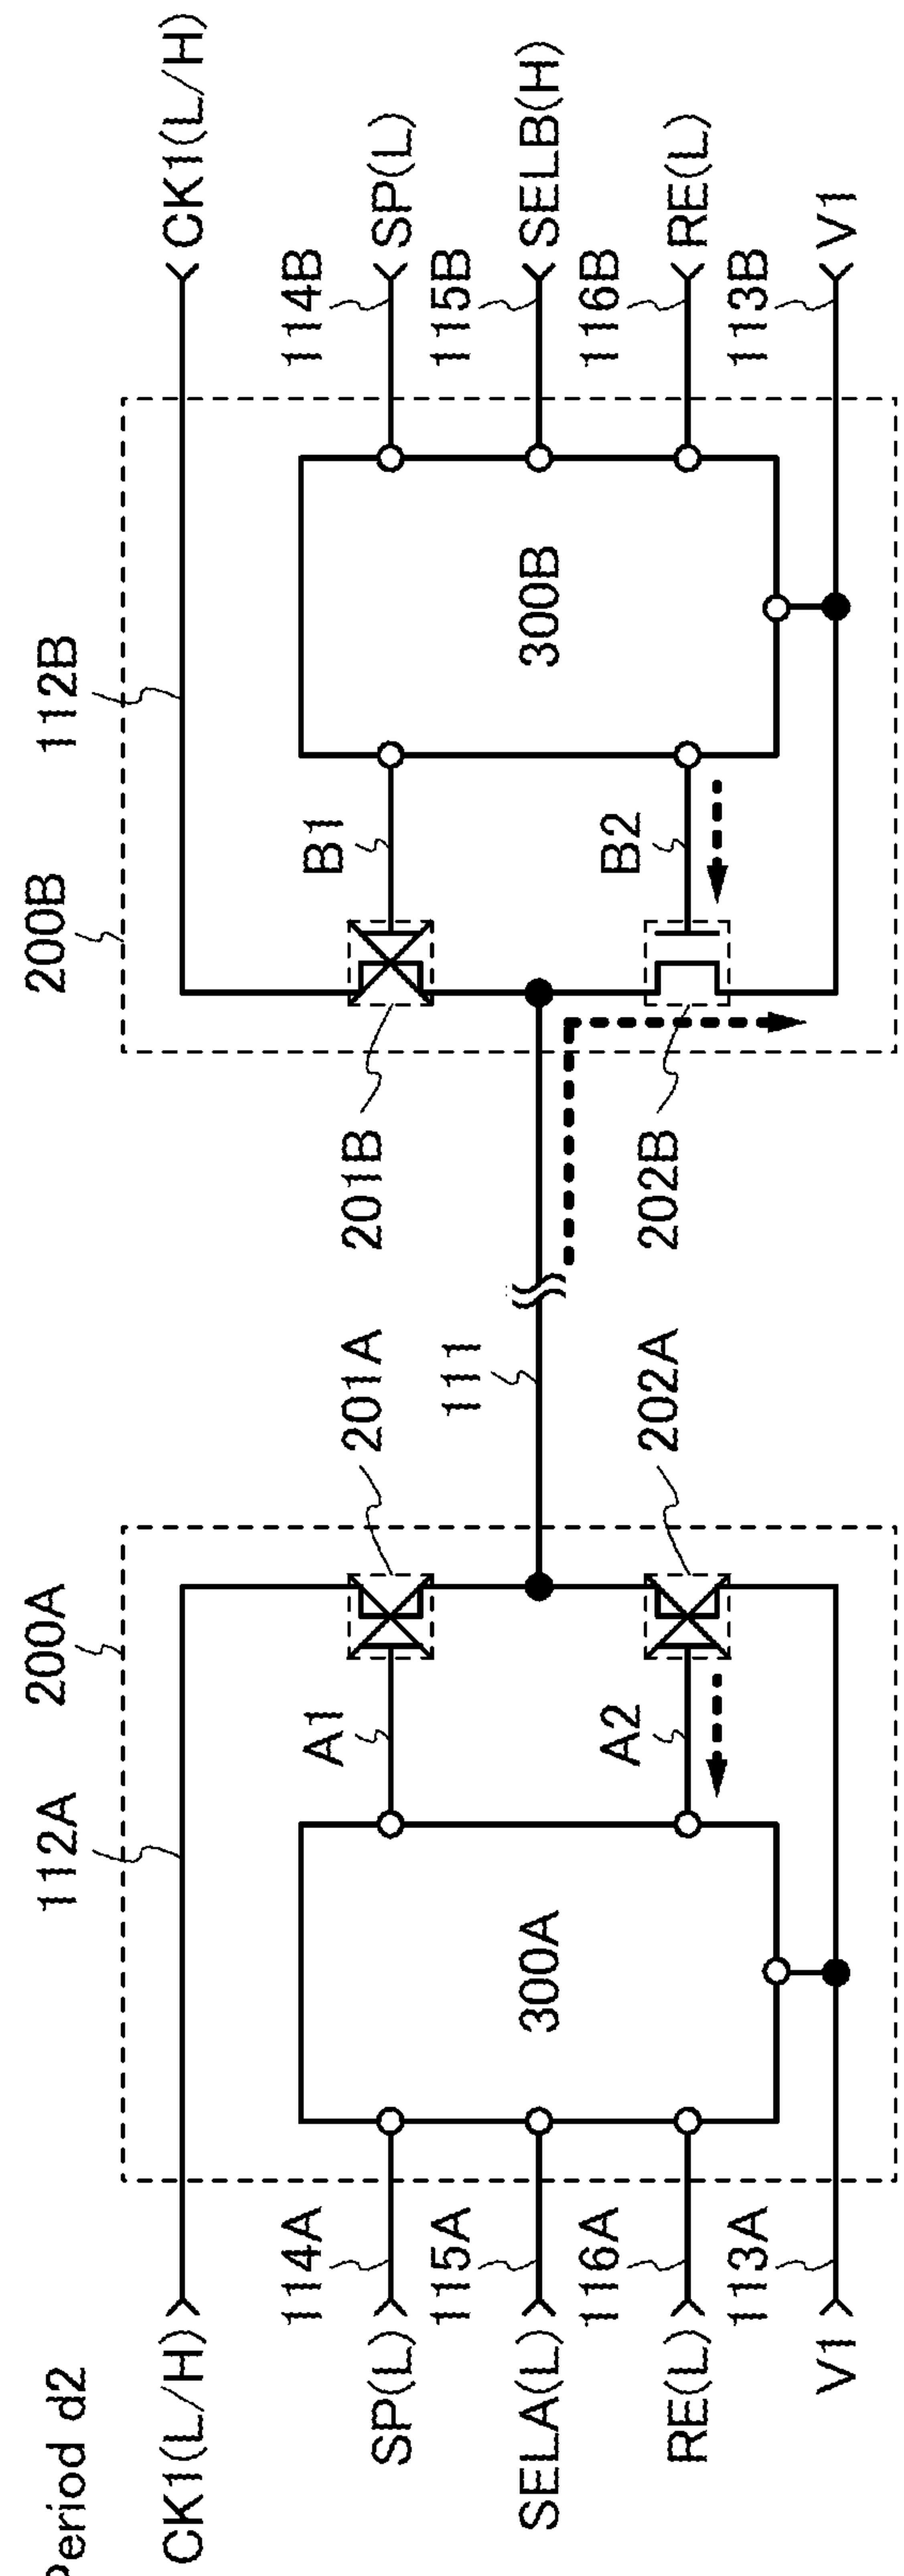 Period d2
200A
200B
112A
112B
CK1(L/H)
CK1(L/H)
114A
A1
201A
201B
B1
114B
SP(L)
SP(L)
115A
111
115B
SELA(L)
300A
300B
SELB(H)
116A
A2
202A
202B
B2
116B
RE(L)
RE(L)
113A
113B
V1
V1